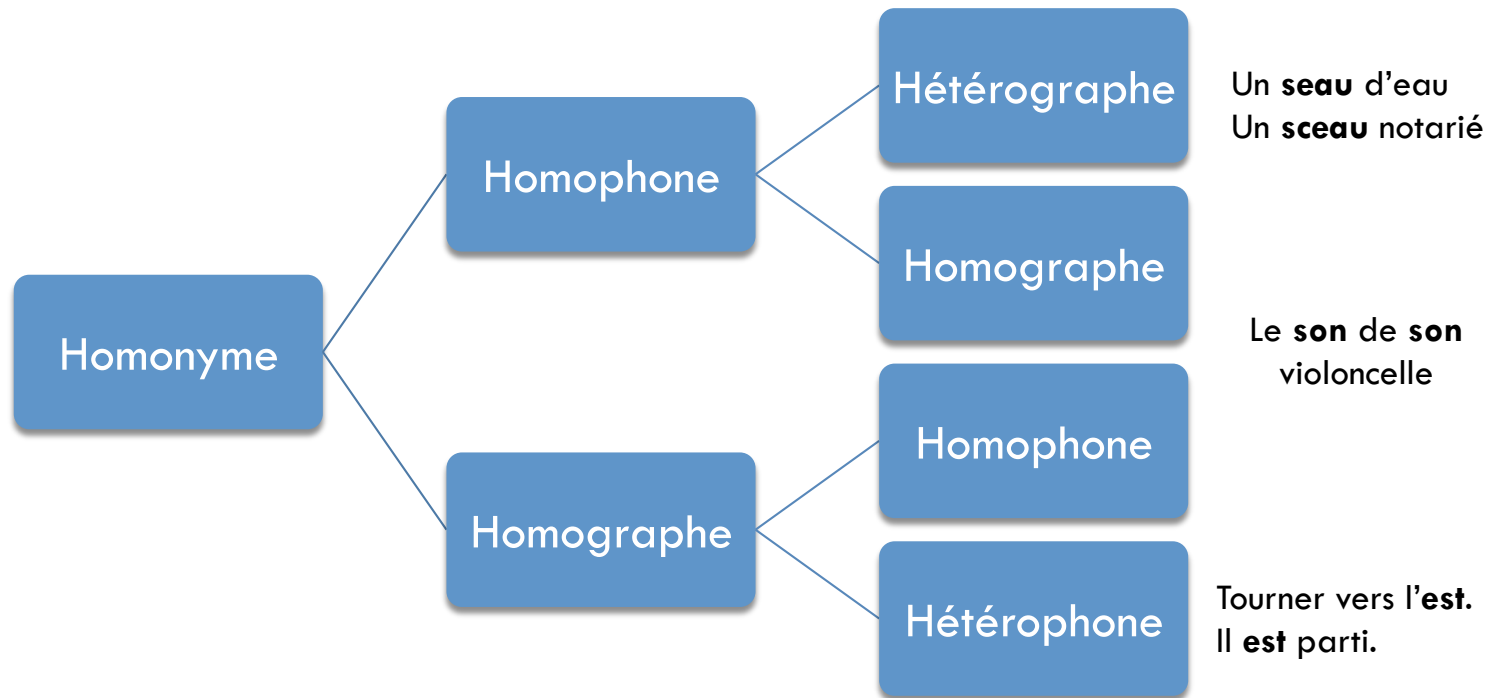 Hétérographe
Un seau d’eau
Un sceau notarié
Homophone
Homographe
Homonyme
Le son de son
violoncelle
Homophone
Homographe
Hétérophone
Tourner vers l’est.
Il est parti.